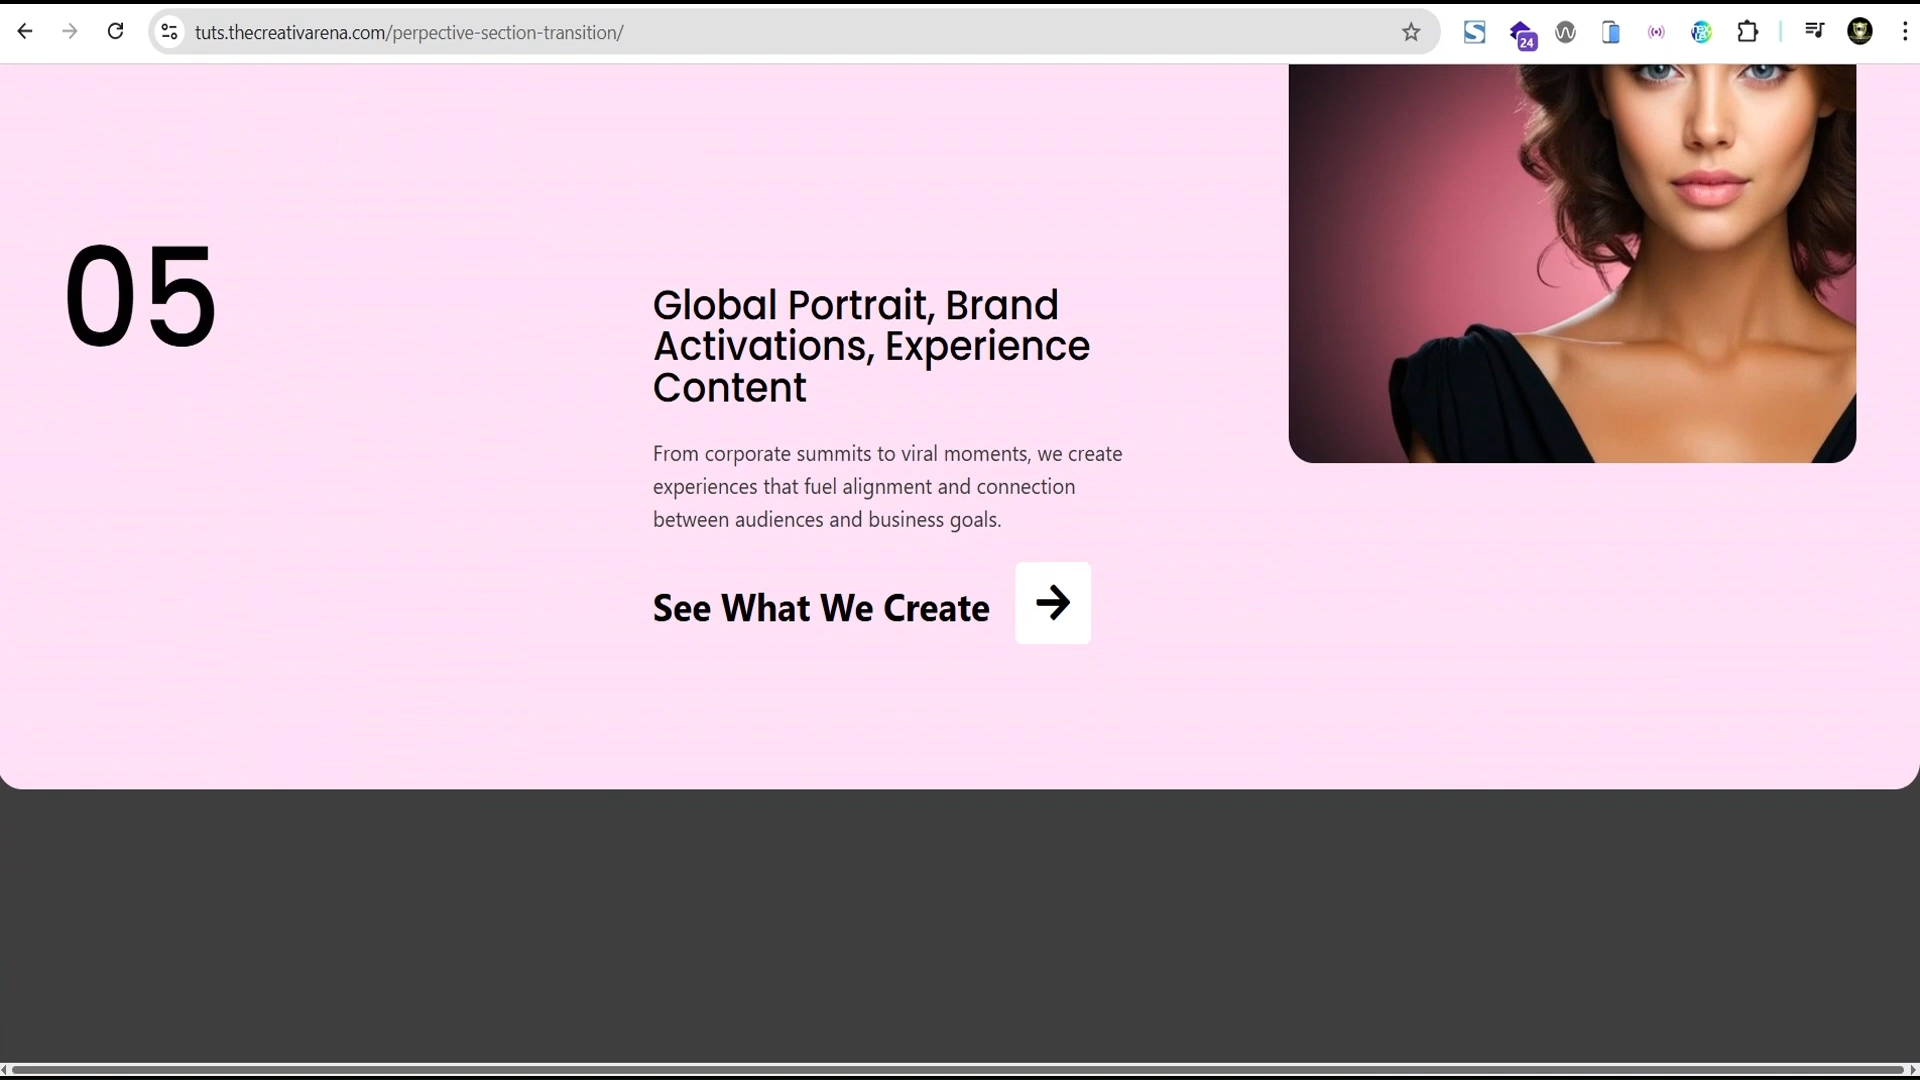 tuts.thecreativarena.com/perpective-section-transition/
24
05
Global Portrait, Brand
Activations, Experience
Content
From corporate summits to viral moments, we create
experiences that fuel alignment and connection
between audiences and business goals.
See What We Create